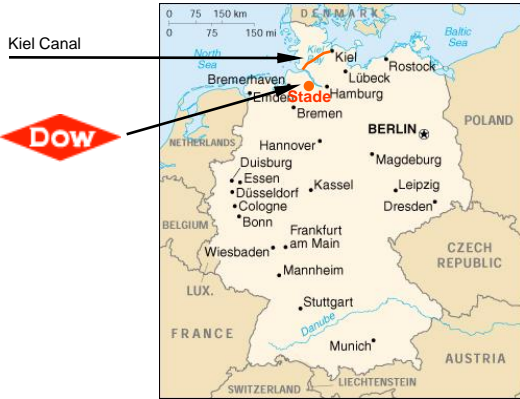 0 75 150 km
0 75 150 mi
DENMARK
Baltic
Sea
North
Sea
Kiel Canal
Kiel
Bay
Kiel
Rostock
Lübeck
Bremerhaven
Emden
Stade
Hamburg
Bremen
BERLIN
POLAND
DOW
NETHERLANDS
Hannover
Magdeburg
Duisburg
Essen
Düsseldorf
Kassel
Leipzig
Cologne
Dresden
Bonn
BELGIUM
Frankfurt
am Main
Wiesbaden
CZECH
REPUBLIC
Mannheim
LUX.
Stuttgart
Danube
FRANCE
Munich
AUSTRIA
SWITZERLAND
LIECHTENSTEIN